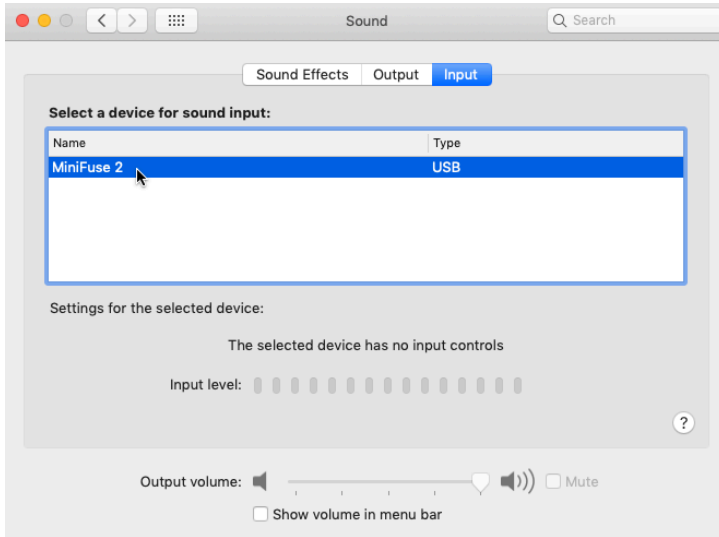 Sound
Search
Sound Effects Output Input
Select a device for sound input:
Name Type
MiniFuse 2 USB
Settings for the selected device:
The selected device has no input controls
Input level:
?
Output volume: Mute
Show volume in menu bar